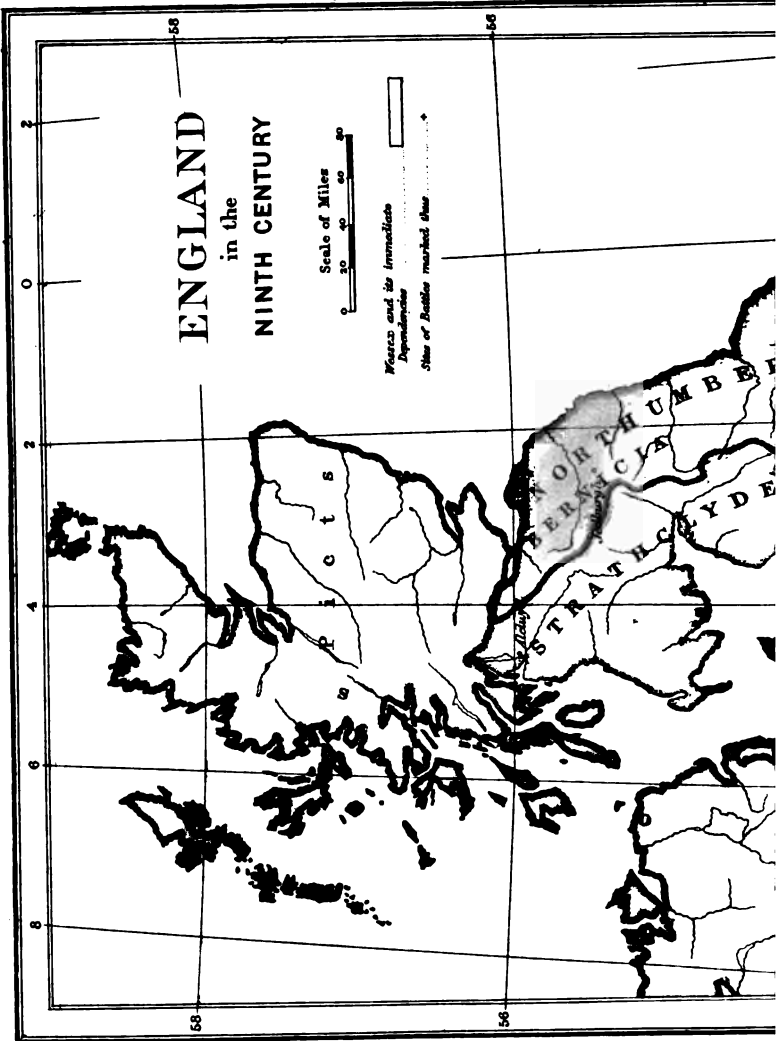 ENGLAND
in the
NINTH CENTURY
Scale of Miles
0 20 40 60 80
Wessex and its immediate
Dependencies
Sites of Battles marked thus +
58
56
2
0
2
4
6
8
58
56
Picts
NORTHUMBE
BERNICIA
STRATHCLYDE